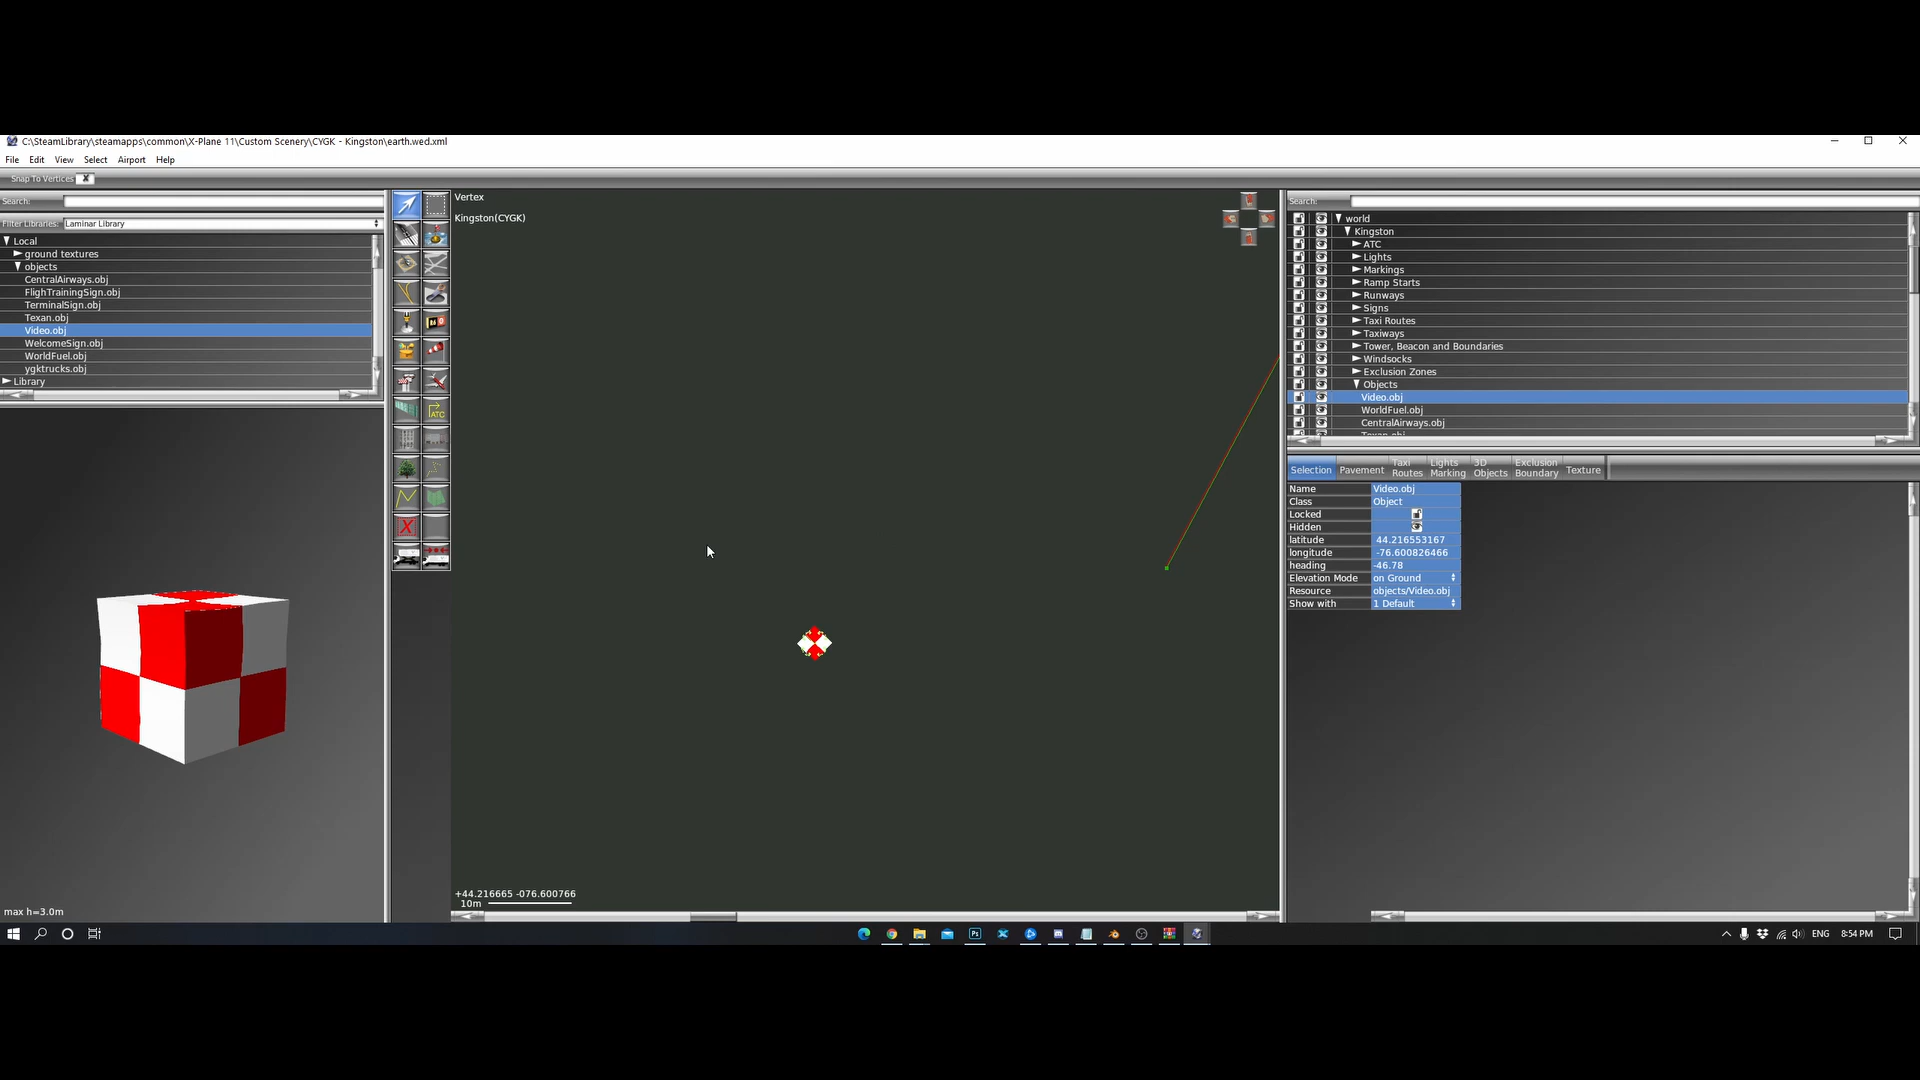 C:\SteamLibrary\steamapps\common\X-Plane 11\Custom Scenery\CYGK - Kingston\earth.wed.xml
File Edit View Select Airport Help
Snap To Vertices X
Search:
Filter Libraries: Laminar Library
Local
ground textures
objects
CentralAirways.obj
FlighTrainingSign.obj
TerminalSign.obj
Texan.obj
Video.obj
WelcomeSign.obj
WorldFuel.obj
ygktrucks.obj
Library
max h=3.0m
ATC
Vertex
Kingston(CYGK)
+44.216665 -076.600766
10m
Search:
world
Kingston
ATC
Lights
Markings
Ramp Starts
Runways
Signs
Taxi Routes
Taxiways
Tower, Beacon and Boundaries
Windsocks
Exclusion Zones
Objects
Video.obj
WorldFuel.obj
CentralAirways.obj
Texan.obj
Selection Pavement Taxi Routes Lights Marking 3D Objects Exclusion Boundary Texture
Name Video.obj
Class Object
Locked
Hidden
latitude 44.216553167
longitude -76.600826466
heading -46.78
Elevation Mode on Ground
Resource objects/Video.obj
Show with 1 Default
Ps
ENG 8:54 PM